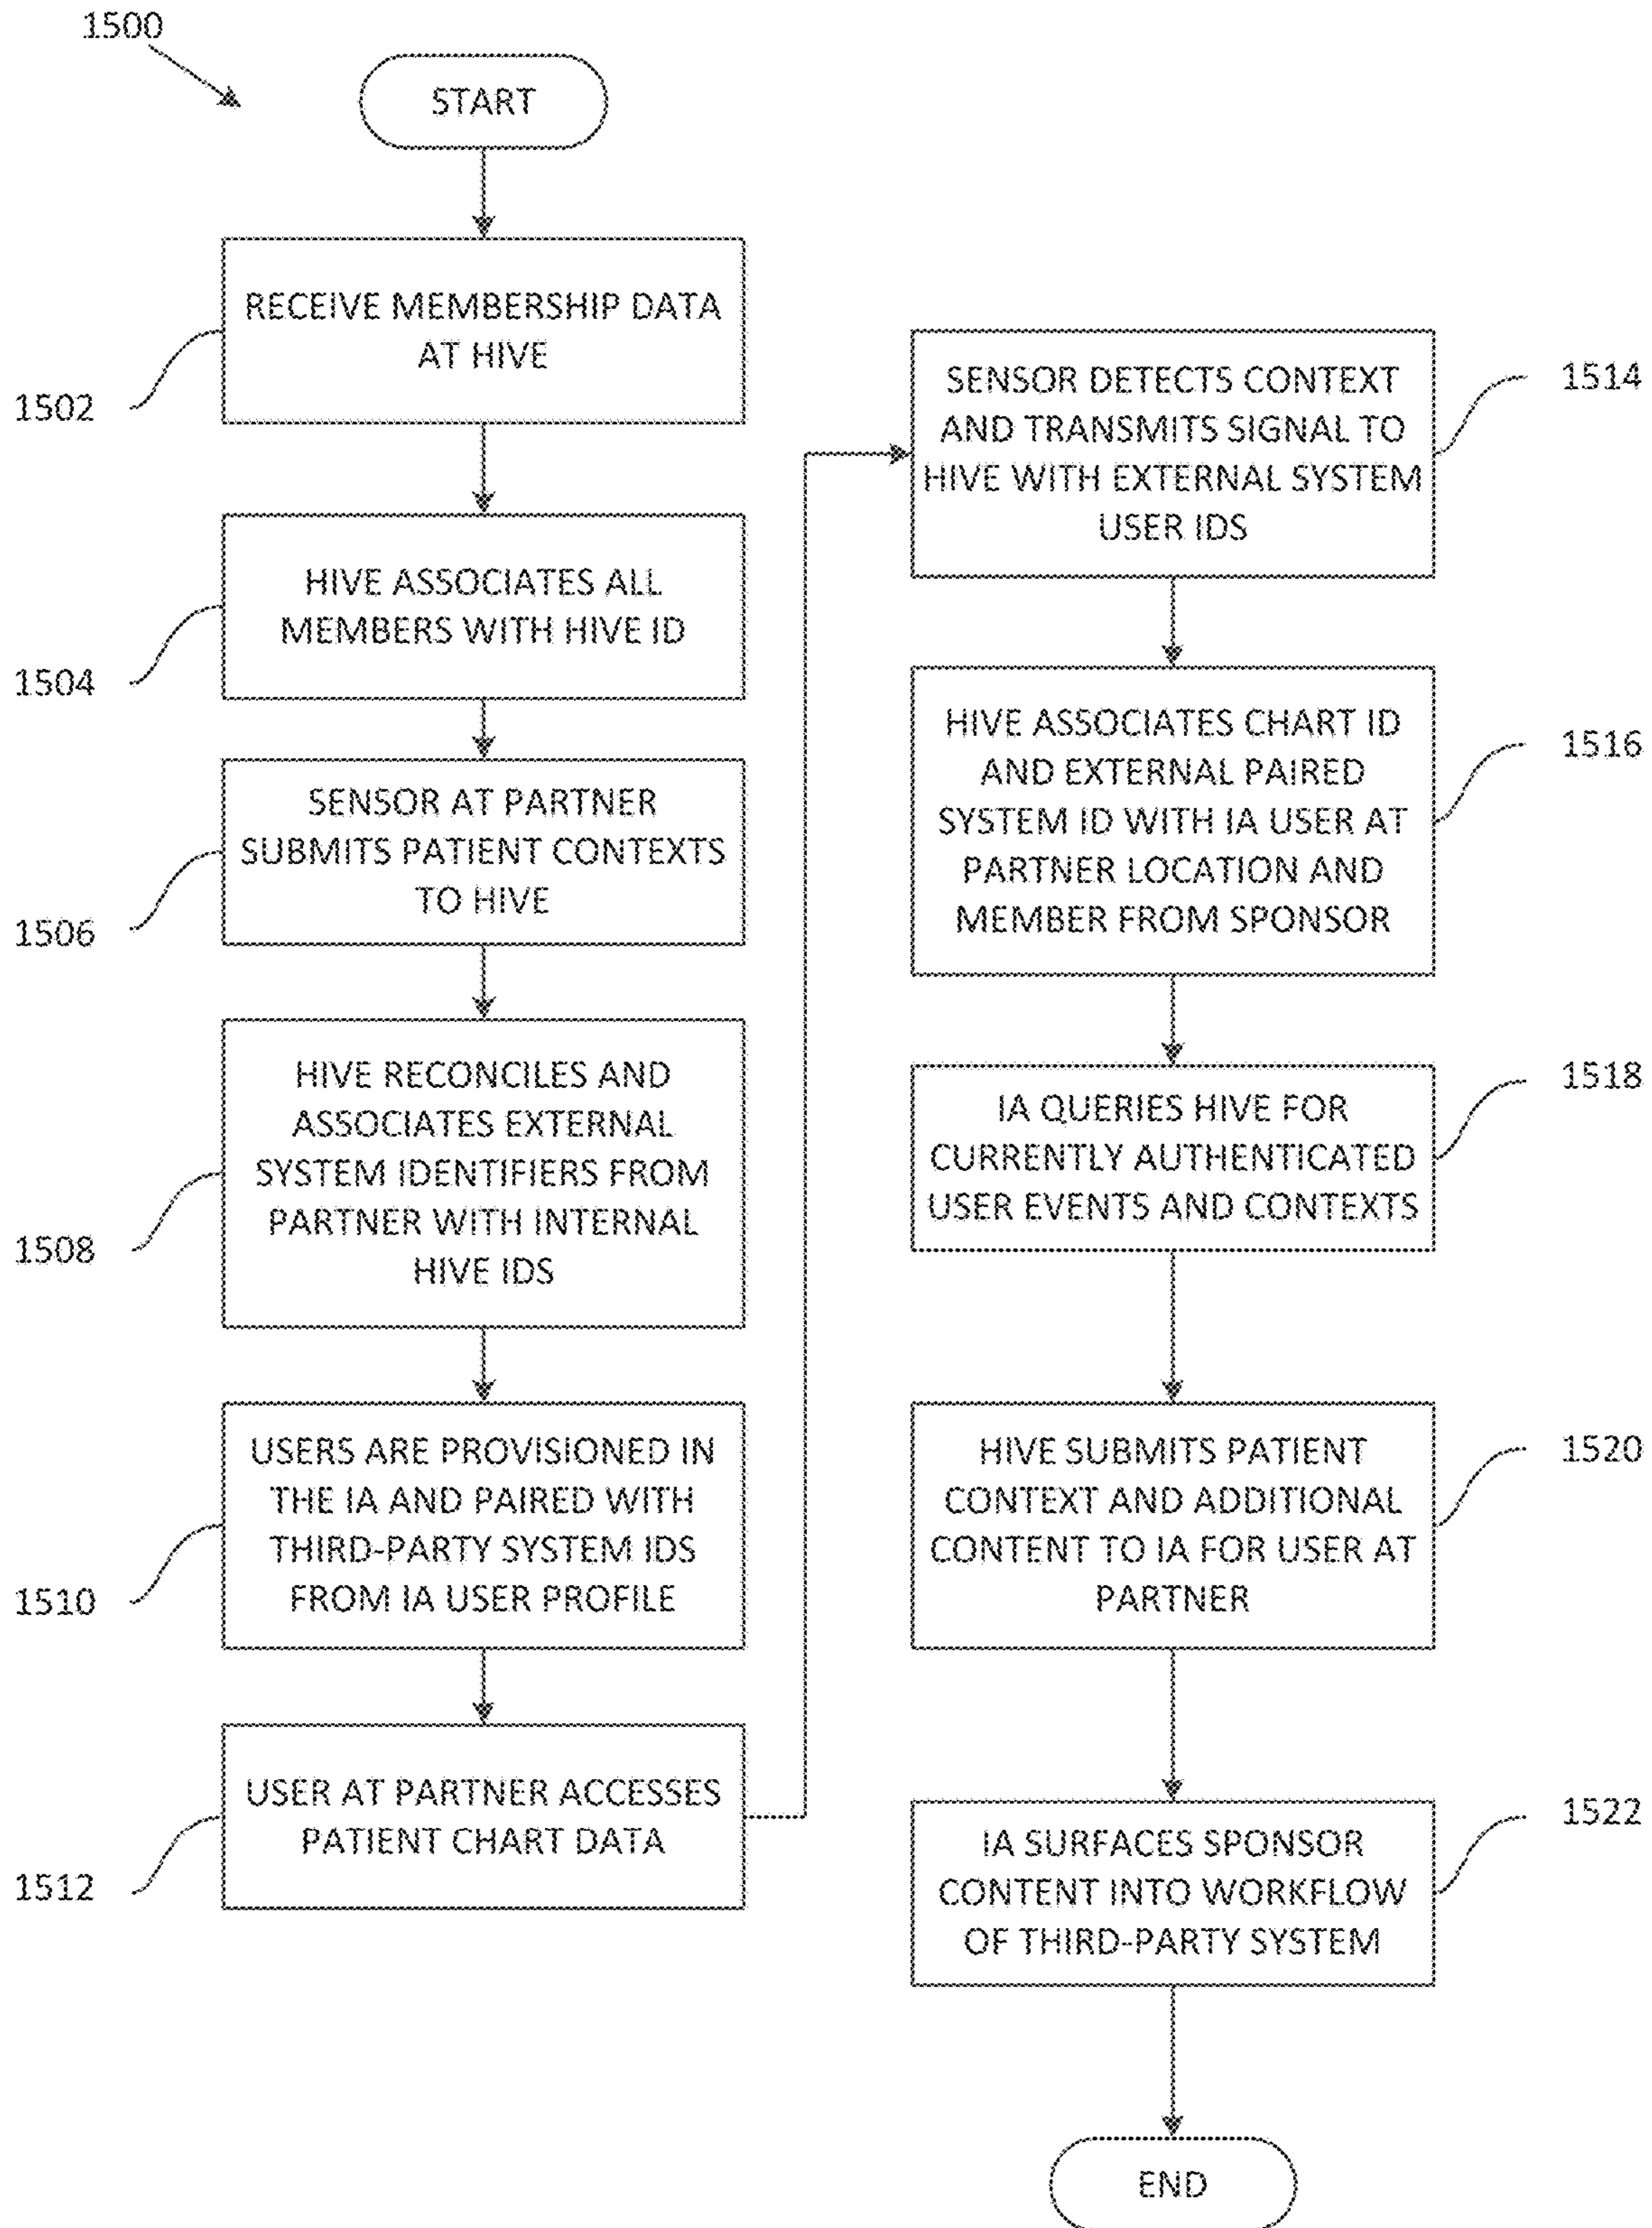 1500
START
RECEIVE MEMBERSHIP DATA
AT HIVE
1502
HIVE ASSOCIATES ALL
MEMBERS WITH HIVE ID
1504
SENSOR AT PARTNER
SUBMITS PATIENT CONTEXTS
TO HIVE
1506
HIVE RECONCILES AND
ASSOCIATES EXTERNAL
SYSTEM IDENTIFIERS FROM
PARTNER WITH INTERNAL
HIVE IDS
1508
USERS ARE PROVISIONED IN
THE IA AND PAIRED WITH
THIRD-PARTY SYSTEM IDS
FROM IA USER PROFILE
1510
USER AT PARTNER ACCESSES
PATIENT CHART DATA
1512
SENSOR DETECTS CONTEXT
AND TRANSMITS SIGNAL TO
HIVE WITH EXTERNAL SYSTEM
USER IDS
1514
HIVE ASSOCIATES CHART ID
AND EXTERNAL PAIRED
SYSTEM ID WITH IA USER AT
PARTNER LOCATION AND
MEMBER FROM SPONSOR
1516
IA QUERIES HIVE FOR
CURRENTLY AUTHENTICATED
USER EVENTS AND CONTEXTS
1518
HIVE SUBMITS PATIENT
CONTEXT AND ADDITIONAL
CONTENT TO IA FOR USER AT
PARTNER
1520
IA SURFACES SPONSOR
CONTENT INTO WORKFLOW
OF THIRD-PARTY SYSTEM
1522
END